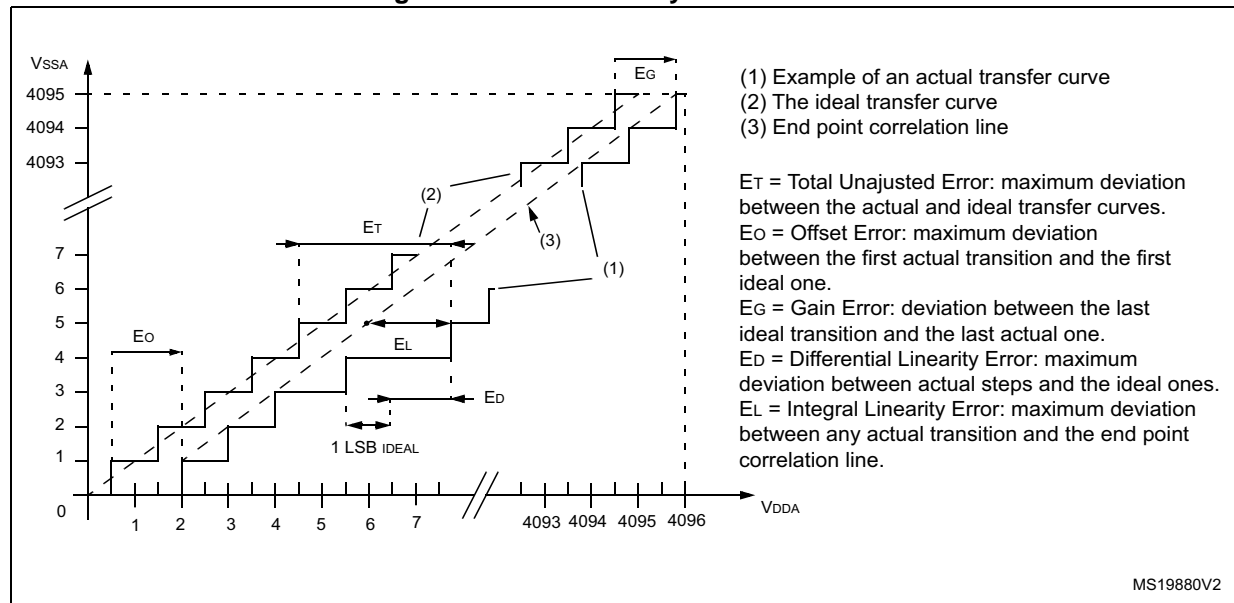 VSSA
4095
4094
4093
7
6
5
4
3
2
1
0
1
2
3
4
5
6
7
4093
4094
4095
4096
VDDA
EG
(2)
ET
(3)
(1)
EO
EL
ED
1 LSB IDEAL
(1) Example of an actual transfer curve
(2) The ideal transfer curve
(3) End point correlation line
ET = Total Unajusted Error: maximum deviation
between the actual and ideal transfer curves.
EO = Offset Error: maximum deviation
between the first actual transition and the first
ideal one.
EG = Gain Error: deviation between the last
ideal transition and the last actual one.
ED = Differential Linearity Error: maximum
deviation between actual steps and the ideal ones.
EL = Integral Linearity Error: maximum deviation
between any actual transition and the end point
correlation line.
MS19880V2